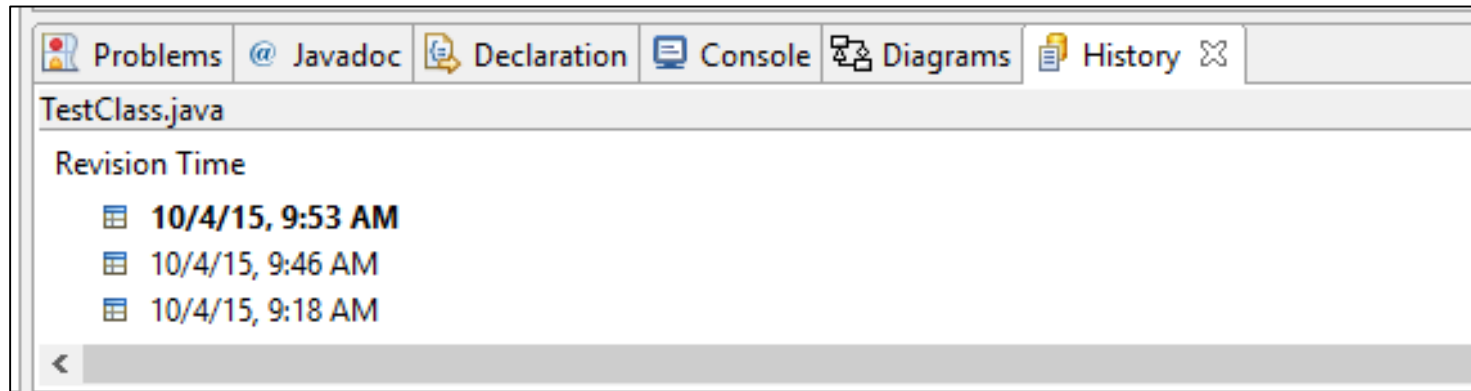 Problems @ Javadoc Declaration Console Diagrams History
TestClass.java
Revision Time
10/4/15, 9:53 AM
10/4/15, 9:46 AM
10/4/15, 9:18 AM